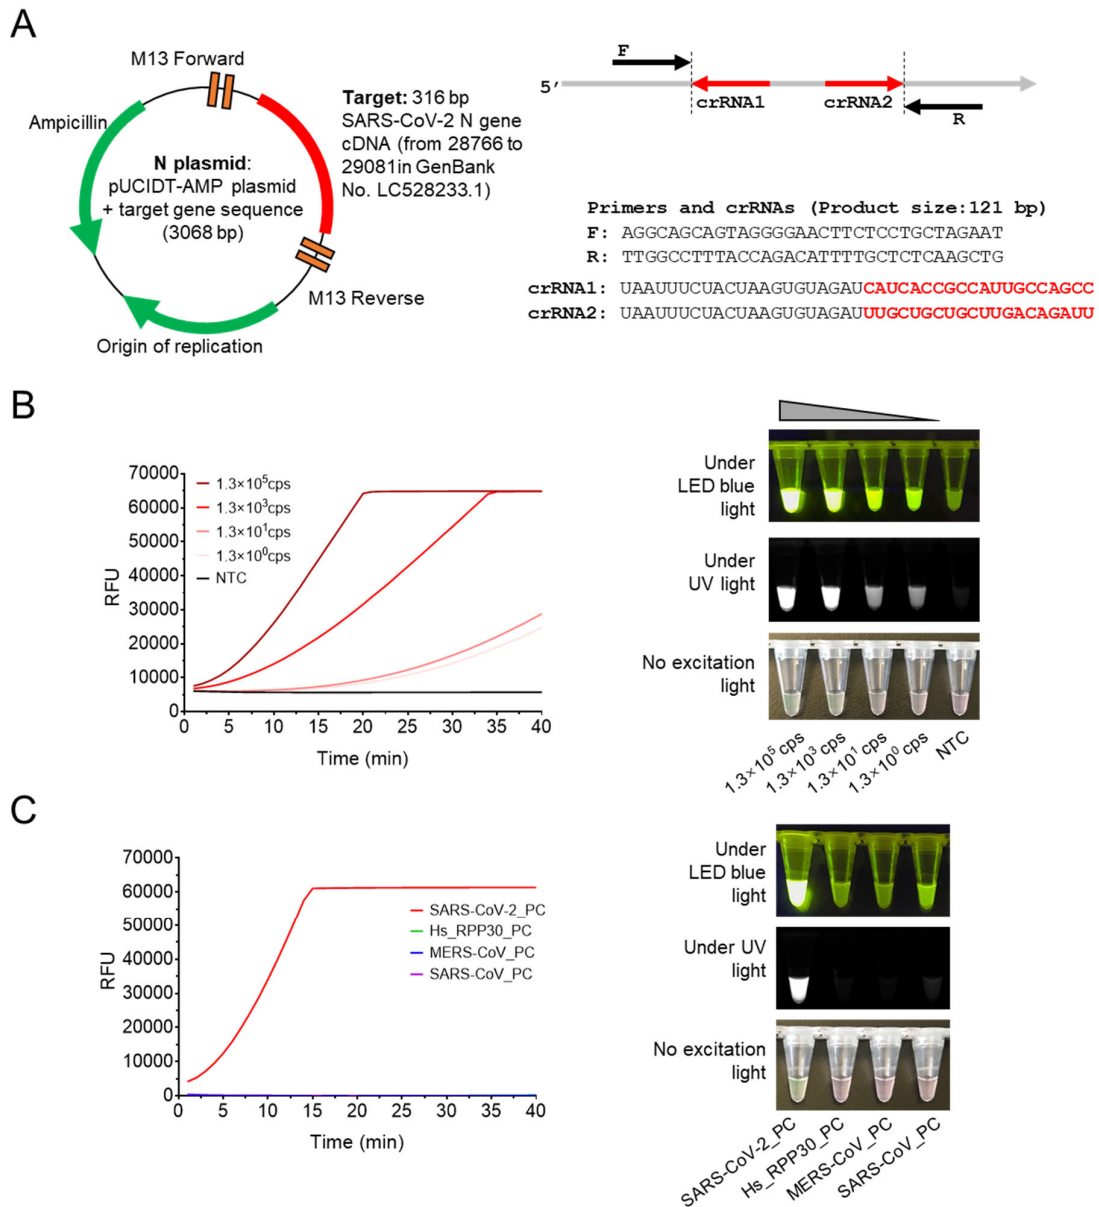 A
M13 Forward
Ampicillin
N plasmid:
pUCIDT-AMP plasmid
+ target gene sequence
(3068 bp)
Target: 316 bp
SARS-CoV-2 N gene
cDNA (from 28766 to
29081in GenBank
No. LC528233.1)
M13 Reverse
Origin of replication
F
5′
crRNA1
crRNA2
R
Primers and crRNAs (Product size:121 bp)
F: AGGCAGCAGTAGGGGAACTTCTCCTGCTAGAAT
R: TTGGCCTTTACCAGACATTTTGCTCTCAAGCTG
crRNA1: UAAUUUCUACUAAGUGUAGAUCAUCACCGCCAUUGCCAGCC
crRNA2: UAAUUUCUACUAAGUGUAGAUUUGCUGCUGCUUGACAGAUU
B
RFU
70000
60000
50000
40000
30000
20000
10000
0
1.3×10⁵cps
1.3×10³cps
1.3×10¹cps
1.3×10⁰cps
NTC
0 5 10 15 20 25 30 35 40
Time (min)
Under
LED blue
light
Under
UV light
No excitation
light
1.3×10⁵ cps
1.3×10³ cps
1.3×10¹ cps
1.3×10⁰ cps
NTC
C
RFU
70000
60000
50000
40000
30000
20000
10000
0
SARS-CoV-2_PC
Hs_RPP30_PC
MERS-CoV_PC
SARS-CoV_PC
0 5 10 15 20 25 30 35 40
Time (min)
Under
LED blue
light
Under UV
light
No excitation
light
SARS-CoV-2_PC
Hs_RPP30_PC
MERS-CoV_PC
SARS-CoV_PC